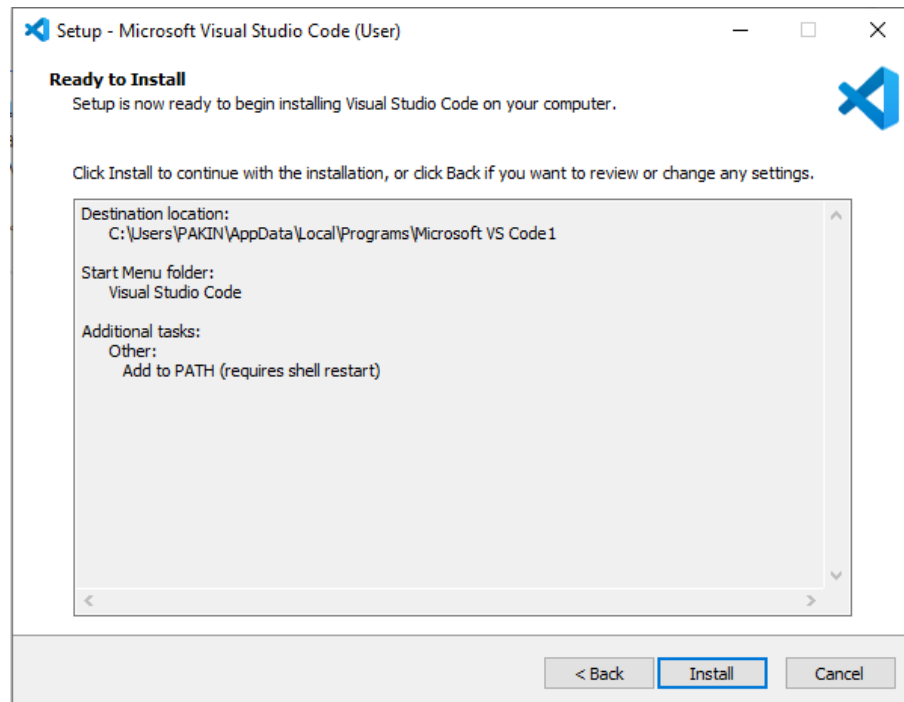 Setup - Microsoft Visual Studio Code (User)
Ready to Install
Setup is now ready to begin installing Visual Studio Code on your computer.
Click Install to continue with the installation, or click Back if you want to review or change any settings.
Destination location:
C:\Users\PAKIN\AppData\Local\Programs\Microsoft VS Code1
Start Menu folder:
Visual Studio Code
Additional tasks:
Other:
Add to PATH (requires shell restart)
< Back
Install
Cancel